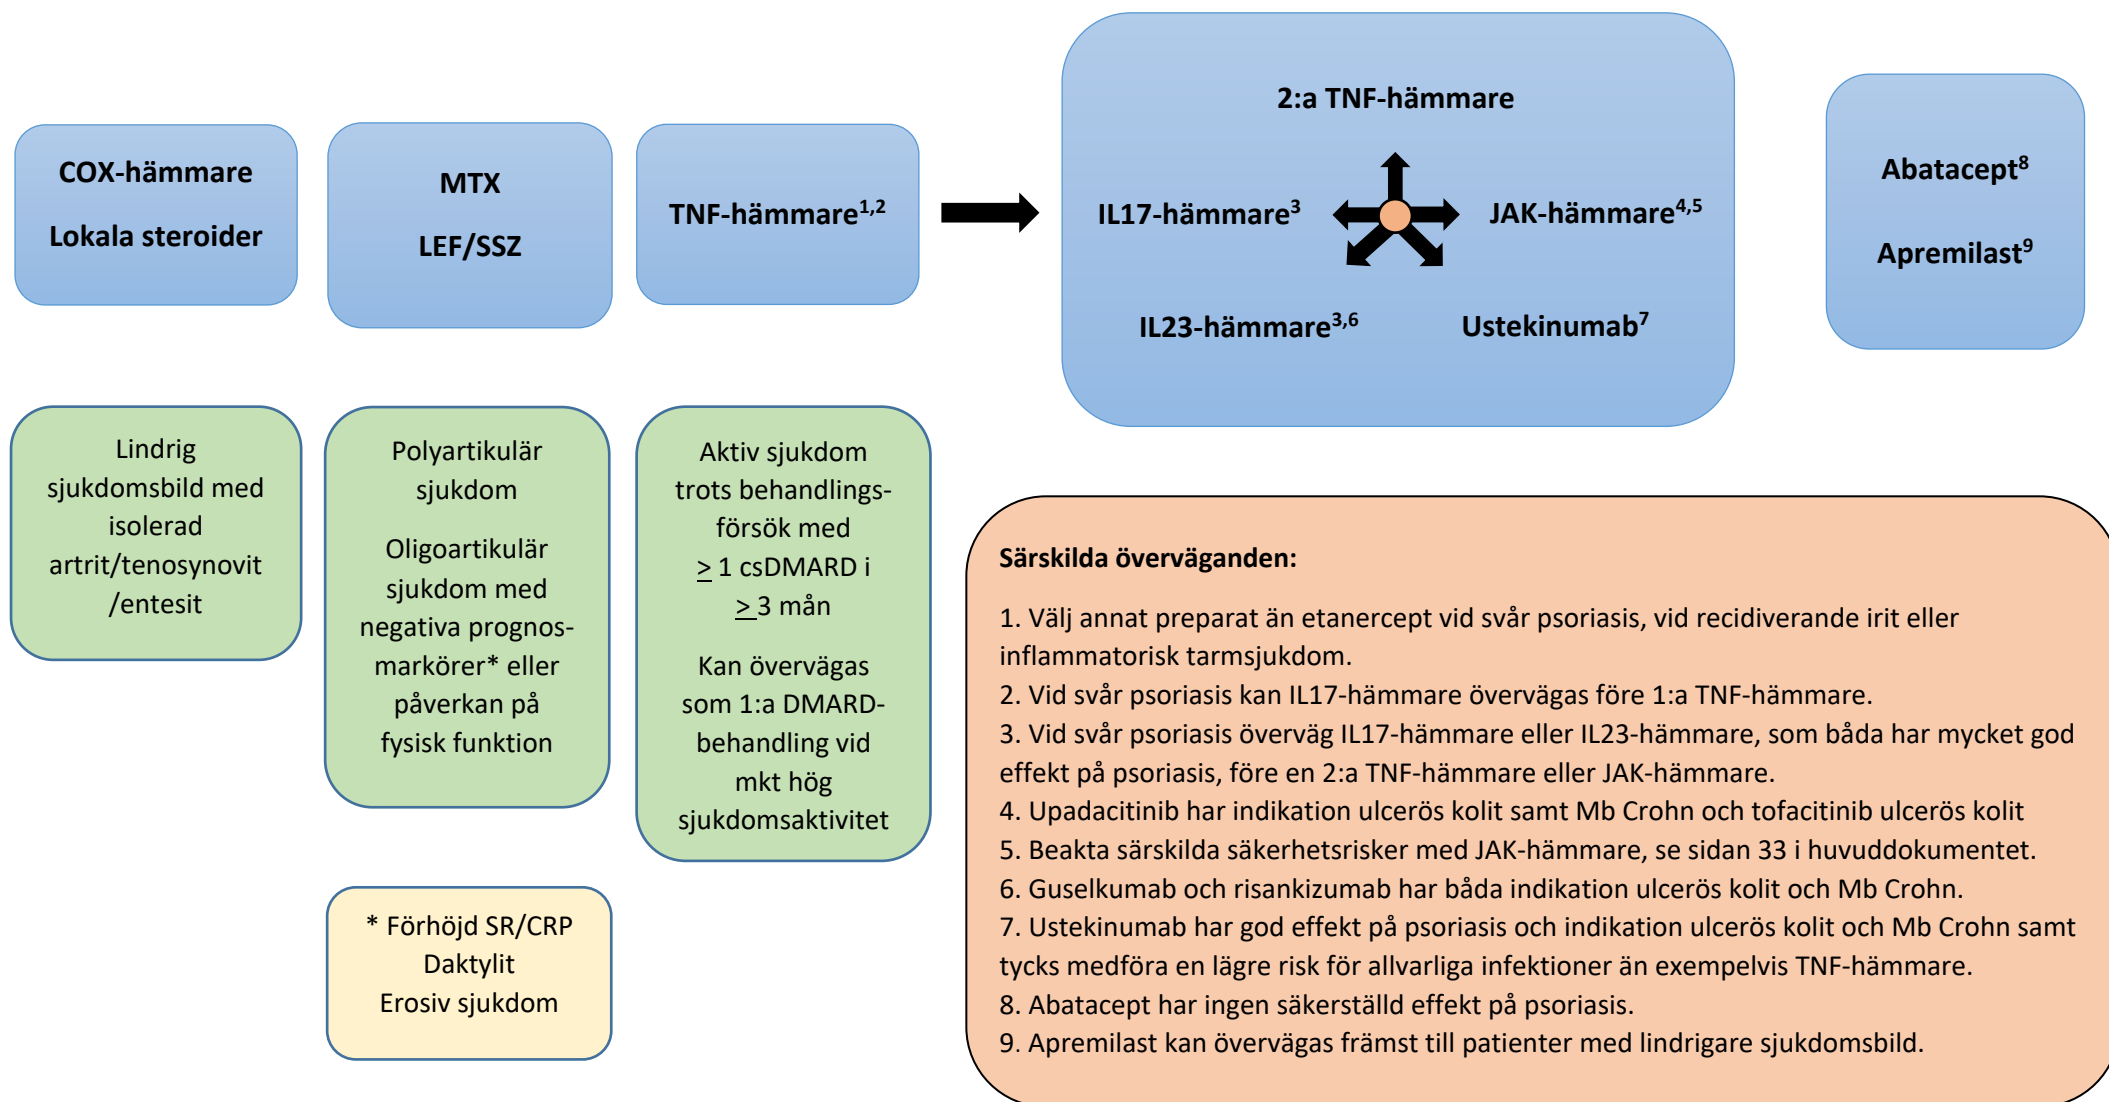 COX-hämmare
Lokala steroider
MTX
LEF/SSZ
TNF-hämmare1,2
2:a TNF-hämmare
IL17-hämmare3
JAK-hämmare4,5
IL23-hämmare3,6
Ustekinumab7
Abatacept8
Apremilast9
Lindrig
sjukdomsbild med
isolerad
artrit/tenosynovit
/entesit
Polyartikulär
sjukdom
Oligoartikulär
sjukdom med
negativa prognos-
markörer* eller
påverkan på
fysisk funktion
* Förhöjd SR/CRP
Daktylit
Erosiv sjukdom
Aktiv sjukdom
trots behandlings-
försök med
≥ 1 csDMARD i
≥ 3 mån
Kan övervägas
som 1:a DMARD-
behandling vid
mkt hög
sjukdomsaktivitet
Särskilda överväganden:
1. Välj annat preparat än etanercept vid svår psoriasis, vid recidiverande irit eller
inflammatorisk tarmsjukdom.
2. Vid svår psoriasis kan IL17-hämmare övervägas före 1:a TNF-hämmare.
3. Vid svår psoriasis överväg IL17-hämmare eller IL23-hämmare, som båda har mycket god
effekt på psoriasis, före en 2:a TNF-hämmare eller JAK-hämmare.
4. Upadacitinib har indikation ulcerös kolit samt Mb Crohn och tofacitinib ulcerös kolit
5. Beakta särskilda säkerhetsrisker med JAK-hämmare, se sidan 33 i huvuddokumentet.
6. Guselkumab och risankizumab har båda indikation ulcerös kolit och Mb Crohn.
7. Ustekinumab har god effekt på psoriasis och indikation ulcerös kolit och Mb Crohn samt
tycks medföra en lägre risk för allvarliga infektioner än exempelvis TNF-hämmare.
8. Abatacept har ingen säkerställd effekt på psoriasis.
9. Apremilast kan övervägas främst till patienter med lindrigare sjukdomsbild.